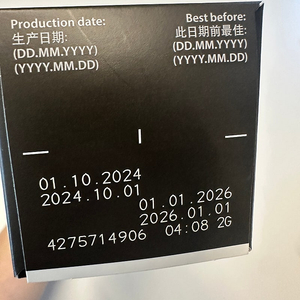 Production date:
生产日期:
(DD.MM.YYYY)
(YYYY.MM.DD)
Best before:
此日期前最佳:
(DD.MM.YYYY)
(YYYY.MM.DD)
01.10.2024
2024.10.01
01.01.2026
2026.01.01
4275714906 04:08 2G